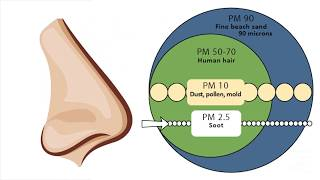 PM 90
Fine beach sand
90 microns
PM 50-70
Human hair
PM 10
Dust, pollen, mold
PM 2.5
Soot